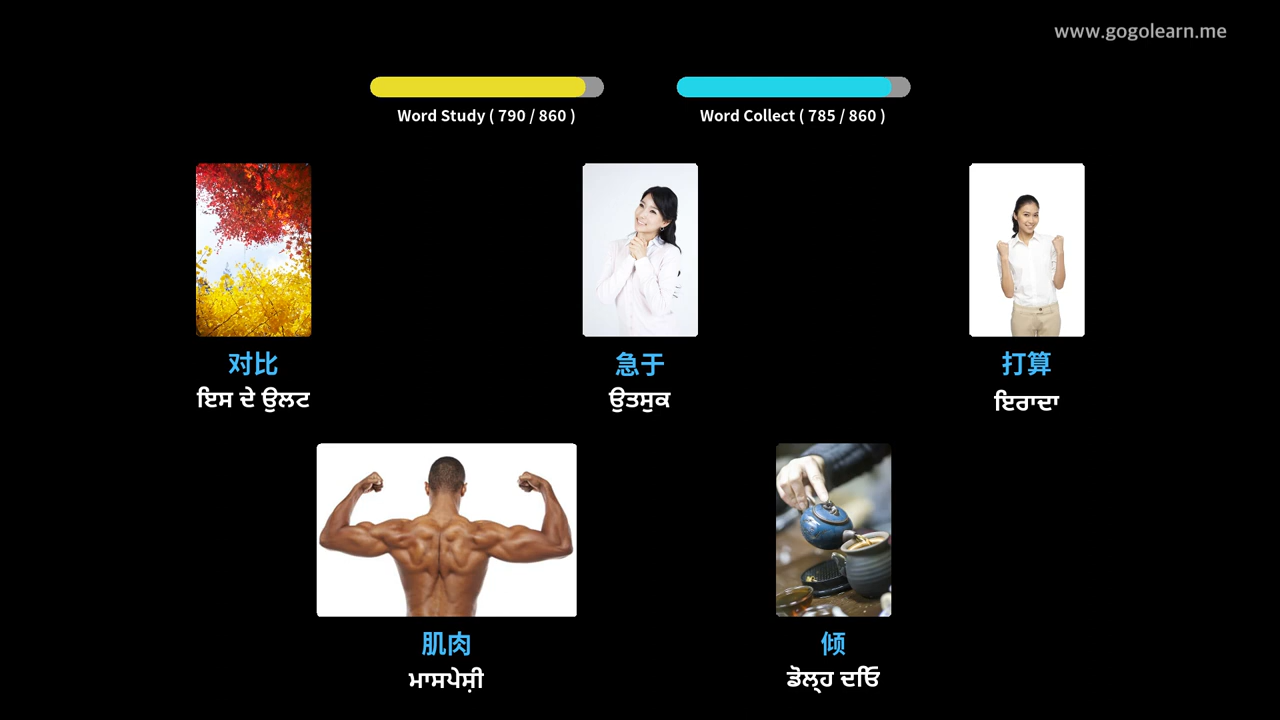 www.gogolearn.me
Word Study ( 790 / 860 )
Word Collect ( 785 / 860 )
对比
ਇਸ ਦੇ ਉਲਟ
急于
ਉਤਸੁਕ
打算
ਇਰਾਦਾ
肌肉
ਮਾਸਪੇਸ਼ੀ
倾
ਡੋਲ੍ਹ ਦਿਓ